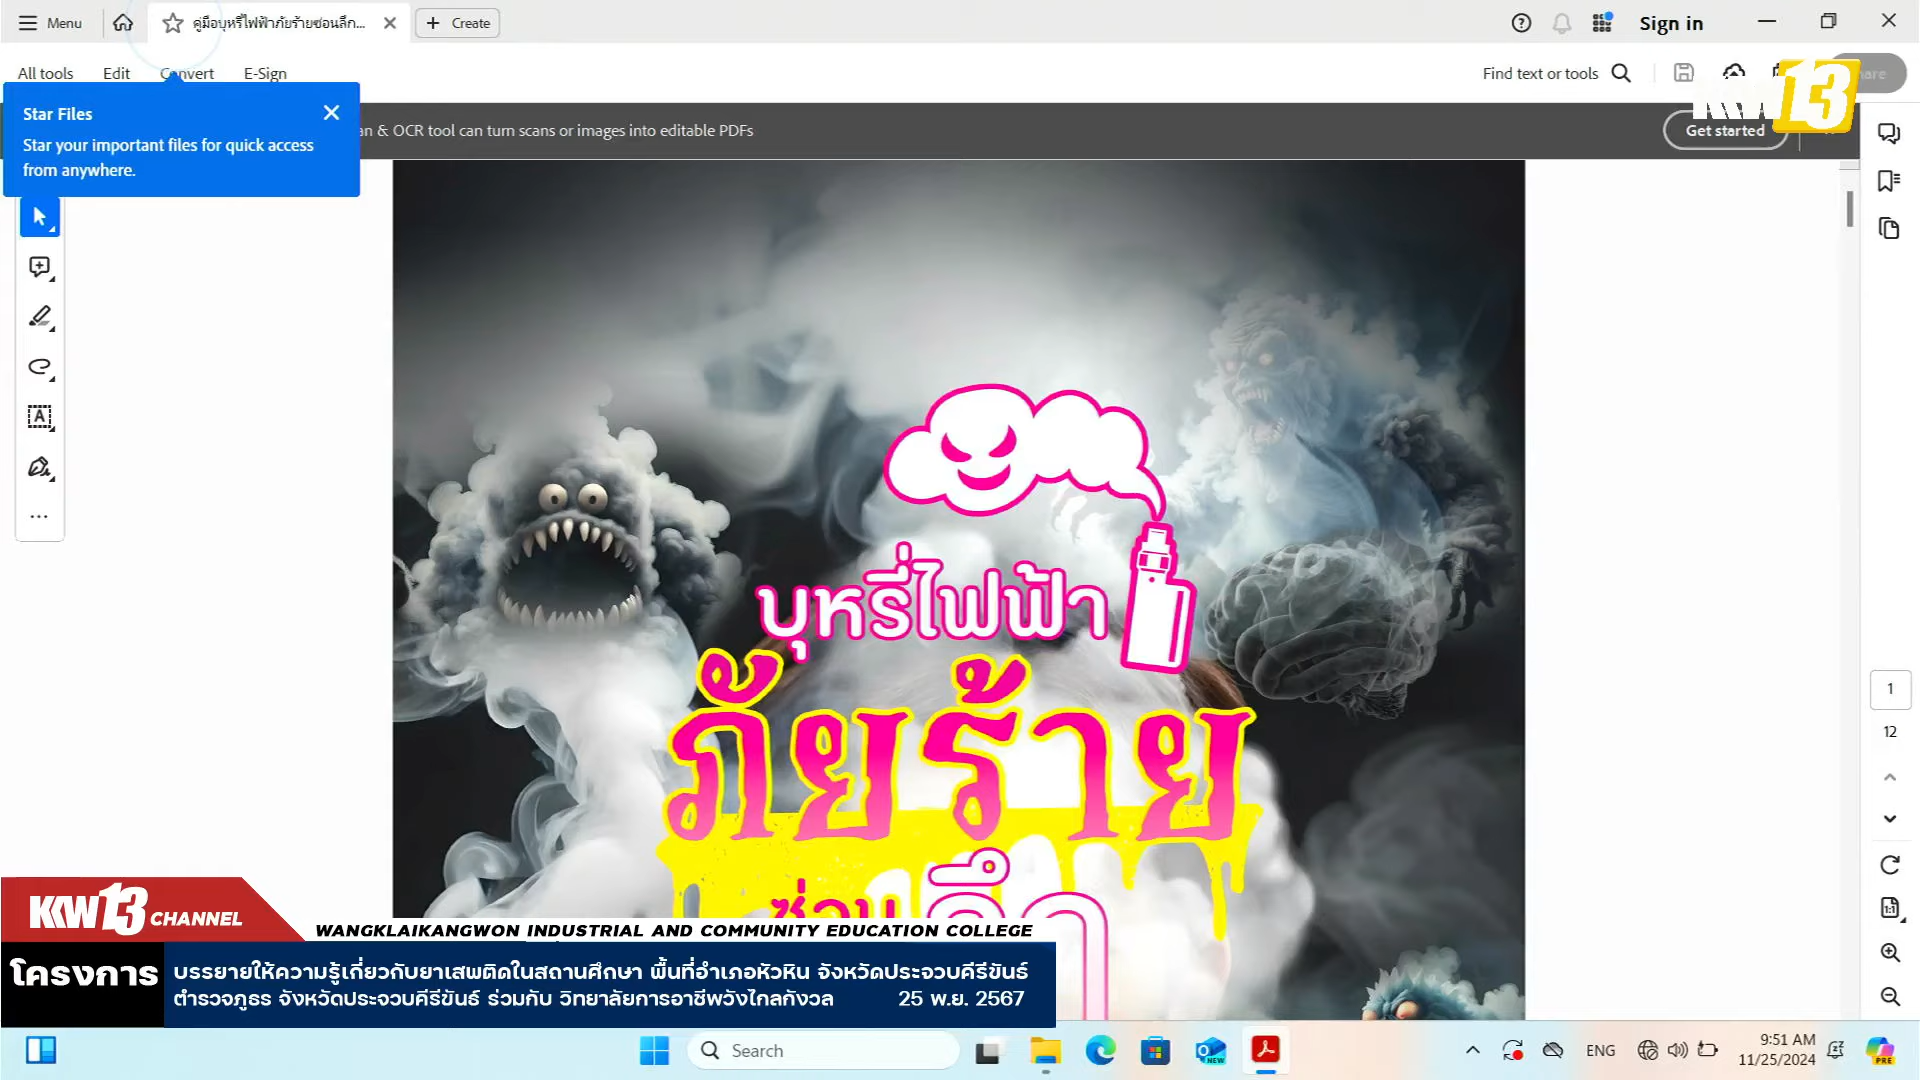 Menu
คู่มือบุหรี่ไฟฟ้าภัยร้ายซ่อนลึก...
Create
Sign in
All tools
Edit
Convert
E-Sign
Find text or tools
Star Files
Star your important files for quick access
from anywhere.
& OCR tool can turn scans or images into editable PDFs
Get started
KW13
บุหรี่ไฟฟ้า
ภัยร้าย
ซ่อน
ลึก
1
12
1:1
KW13 CHANNEL
WANGKLAIKANGWON INDUSTRIAL AND COMMUNITY EDUCATION COLLEGE
โครงการ
บรรยายให้ความรู้เกี่ยวกับยาเสพติดในสถานศึกษา พื้นที่อำเภอหัวหิน จังหวัดประจวบคีรีขันธ์
ตำรวจภูธร จังหวัดประจวบคีรีขันธ์ ร่วมกับ วิทยาลัยการอาชีพวังไกลกังวล 25 พ.ย. 2567
Search
NEW
ENG
9:51 AM
11/25/2024
PRE